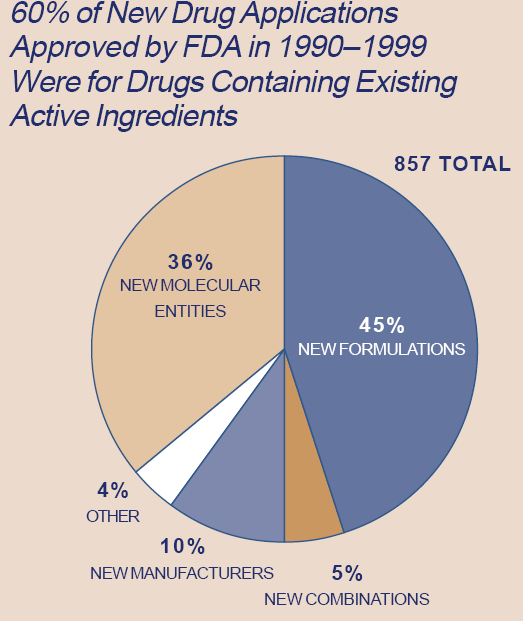 60% of New Drug Applications
Approved by FDA in 1990–1999
Were for Drugs Containing Existing
Active Ingredients
857 TOTAL
36%
NEW MOLECULAR
ENTITIES
45%
NEW FORMULATIONS
4%
OTHER
10%
NEW MANUFACTURERS
5%
NEW COMBINATIONS